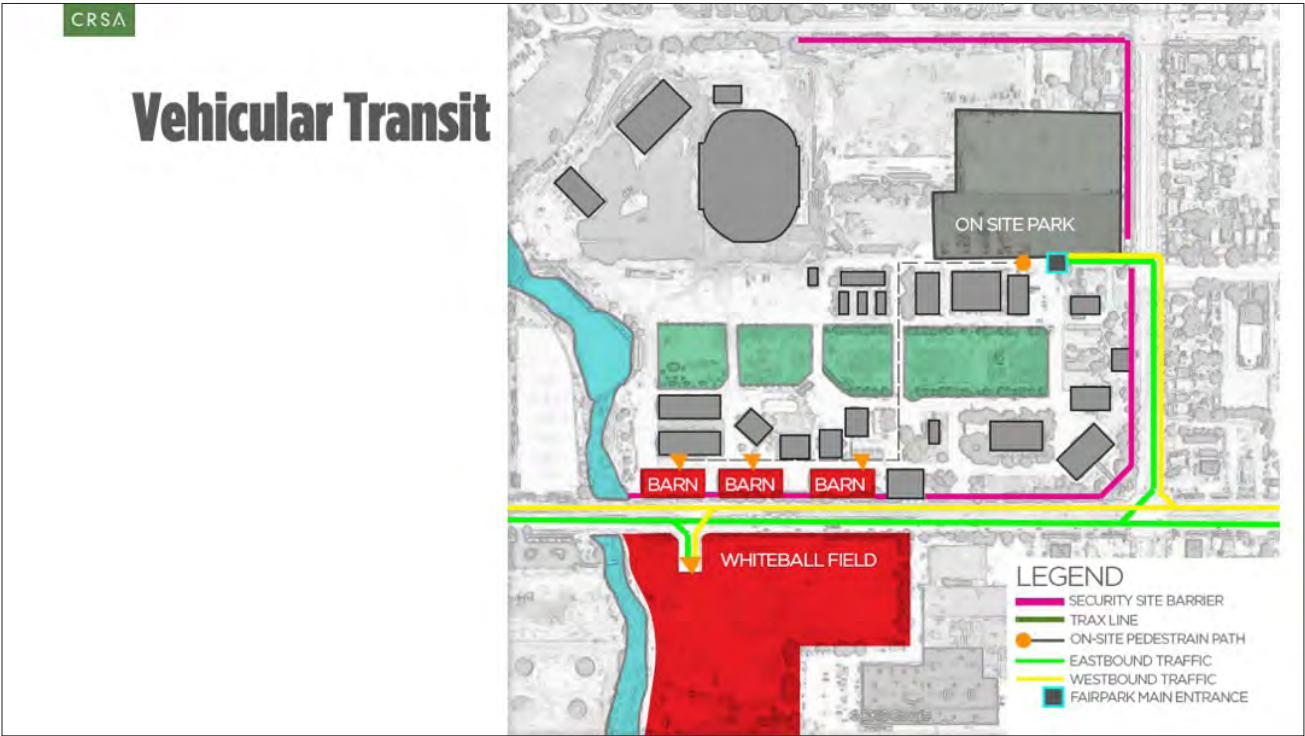 CRSA
Vehicular Transit
ON SITE PARK
BARN
BARN
BARN
WHITEBALL FIELD
LEGEND
SECURITY SITE BARRIER
TRAX LINE
ON-SITE PEDESTRAIN PATH
EASTBOUND TRAFFIC
WESTBOUND TRAFFIC
FAIRPARK MAIN ENTRANCE